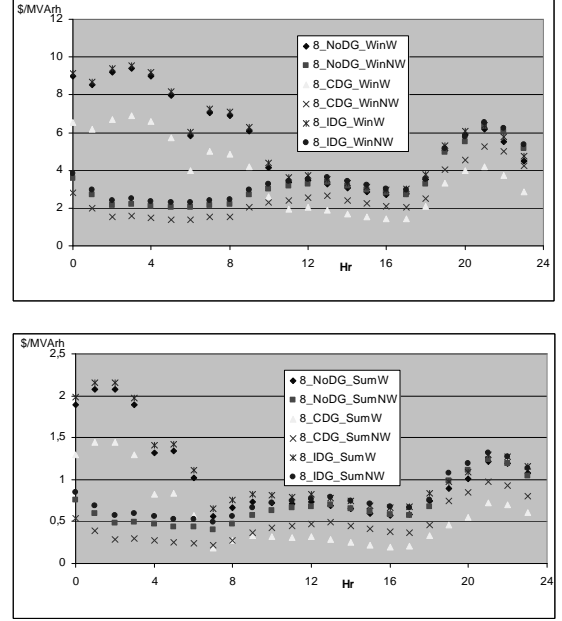 $/MVArh
12
10
8
6
4
2
0
8_NoDG_WinW
8_NoDG_WinNW
8_CDG_WinW
8_CDG_WinNW
8_IDG_WinW
8_IDG_WinNW
0 4 8 12 16 20 24
Hr
$/MVArh
2,5
2
1,5
1
0,5
0
8_NoDG_SumW
8_NoDG_SumNW
8_CDG_SumW
8_CDG_SumNW
8_IDG_SumW
8_IDG_SumNW
0 4 8 12 16 20 24
Hr